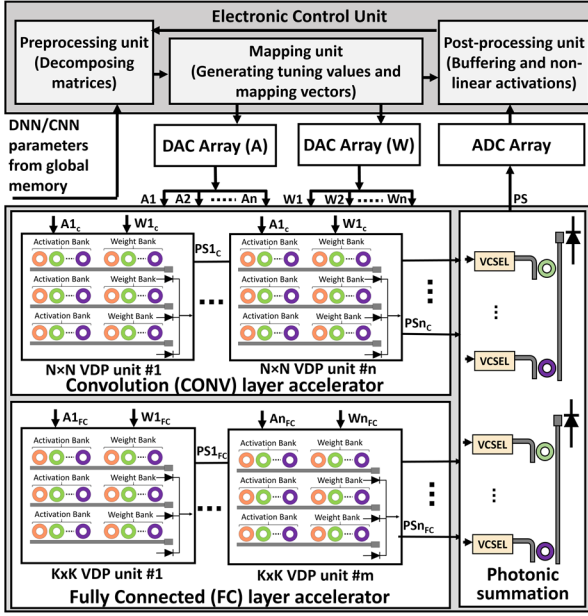 Electronic Control Unit
Preprocessing unit
(Decomposing
matrices)
Mapping unit
(Generating tuning values and
mapping vectors)
Post-processing unit
(Buffering and non-
linear activations)
DNN/CNN
parameters
from global
memory
DAC Array (A)
DAC Array (W)
ADC Array
A1 A2 An W1 W2 Wn PS
A1c W1c A1c W1c
Activation Bank Weight Bank PS1c Activation Bank Weight Bank
Activation Bank Weight Bank Activation Bank Weight Bank
Activation Bank Weight Bank Activation Bank Weight Bank
PSnC
N×N VDP unit #1 N×N VDP unit #n
Convolution (CONV) layer accelerator
VCSEL
VCSEL
A1FC W1FC AnFC WnFC
Activation Bank Weight Bank PS1FC Activation Bank Weight Bank
Activation Bank Weight Bank Activation Bank Weight Bank
Activation Bank Weight Bank Activation Bank Weight Bank
PSnFC
KxK VDP unit #1 KxK VDP unit #m
Fully Connected (FC) layer accelerator
VCSEL
VCSEL
Photonic
summation